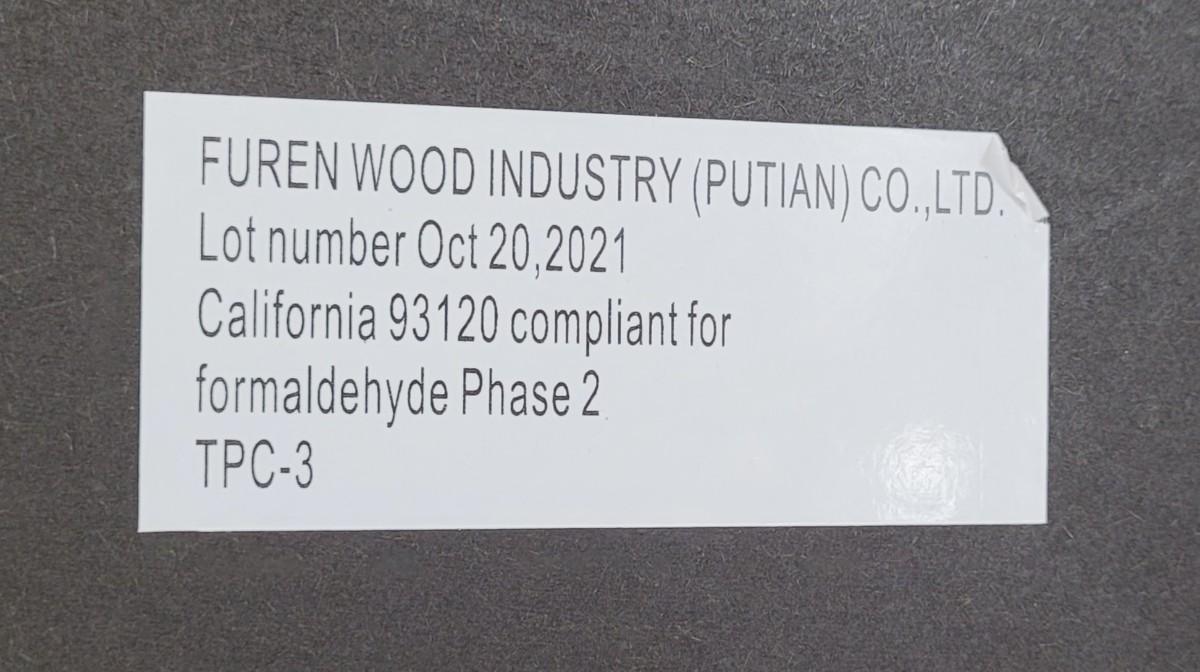 FUREN WOOD INDUSTRY (PUTIAN) CO.,LTD.
Lot number Oct 20,2021
California 93120 compliant for
formaldehyde Phase 2
TPC-3